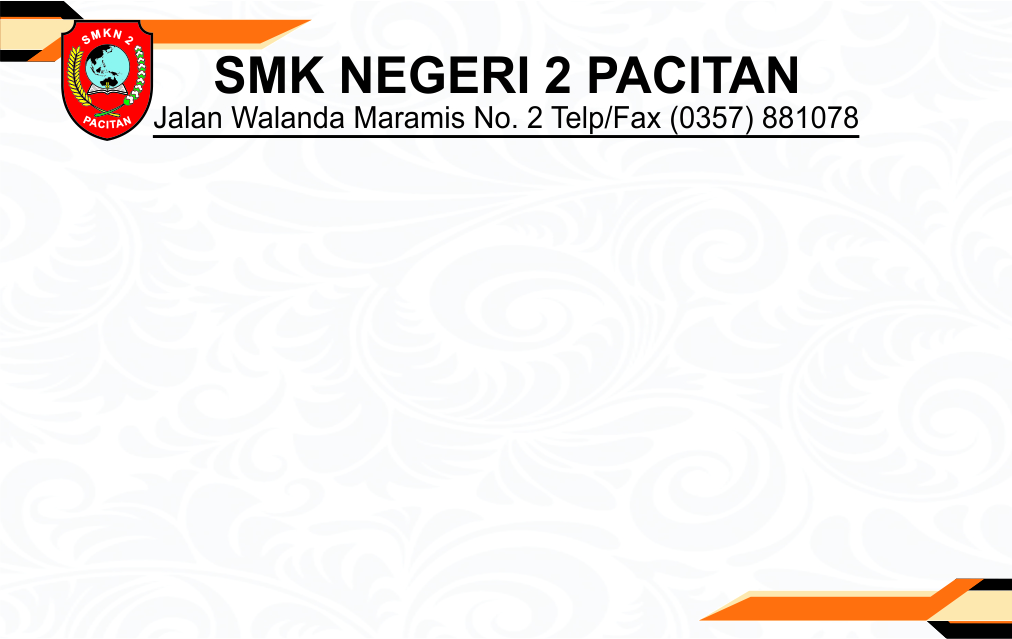 SMKN 2
PACITAN
SMK NEGERI 2 PACITAN
Jalan Walanda Maramis No. 2 Telp/Fax (0357) 881078